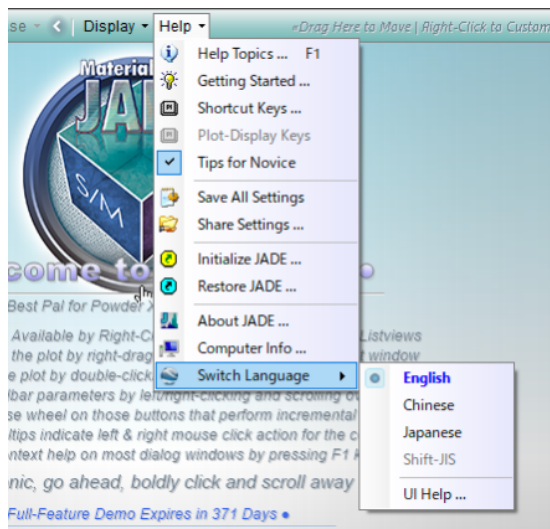 se
Display
Help
«Drag Here to Move | Right-Click to Custom
Material
JAD
S/M
Help Topics ... F1
Getting Started ...
Shortcut Keys ...
Plot-Display Keys
Tips for Novice
Save All Settings
Share Settings ...
Initialize JADE ...
Restore JADE ...
About JADE ...
Computer Info ...
Switch Language
English
Chinese
Japanese
Shift-JIS
UI Help ...
come to
o
Best Pal for Powder X
Available by Right-C Listviews
the plot by right-drag t window
e plot by double-click
lbar parameters by left/right-clicking and scrolling ov
se wheel on those buttons that perform incremental
ltips indicate left & right mouse click action for the c
ntext help on most dialog windows by pressing F1 k
nic, go ahead, boldly click and scroll away
Full-Feature Demo Expires in 371 Days ●